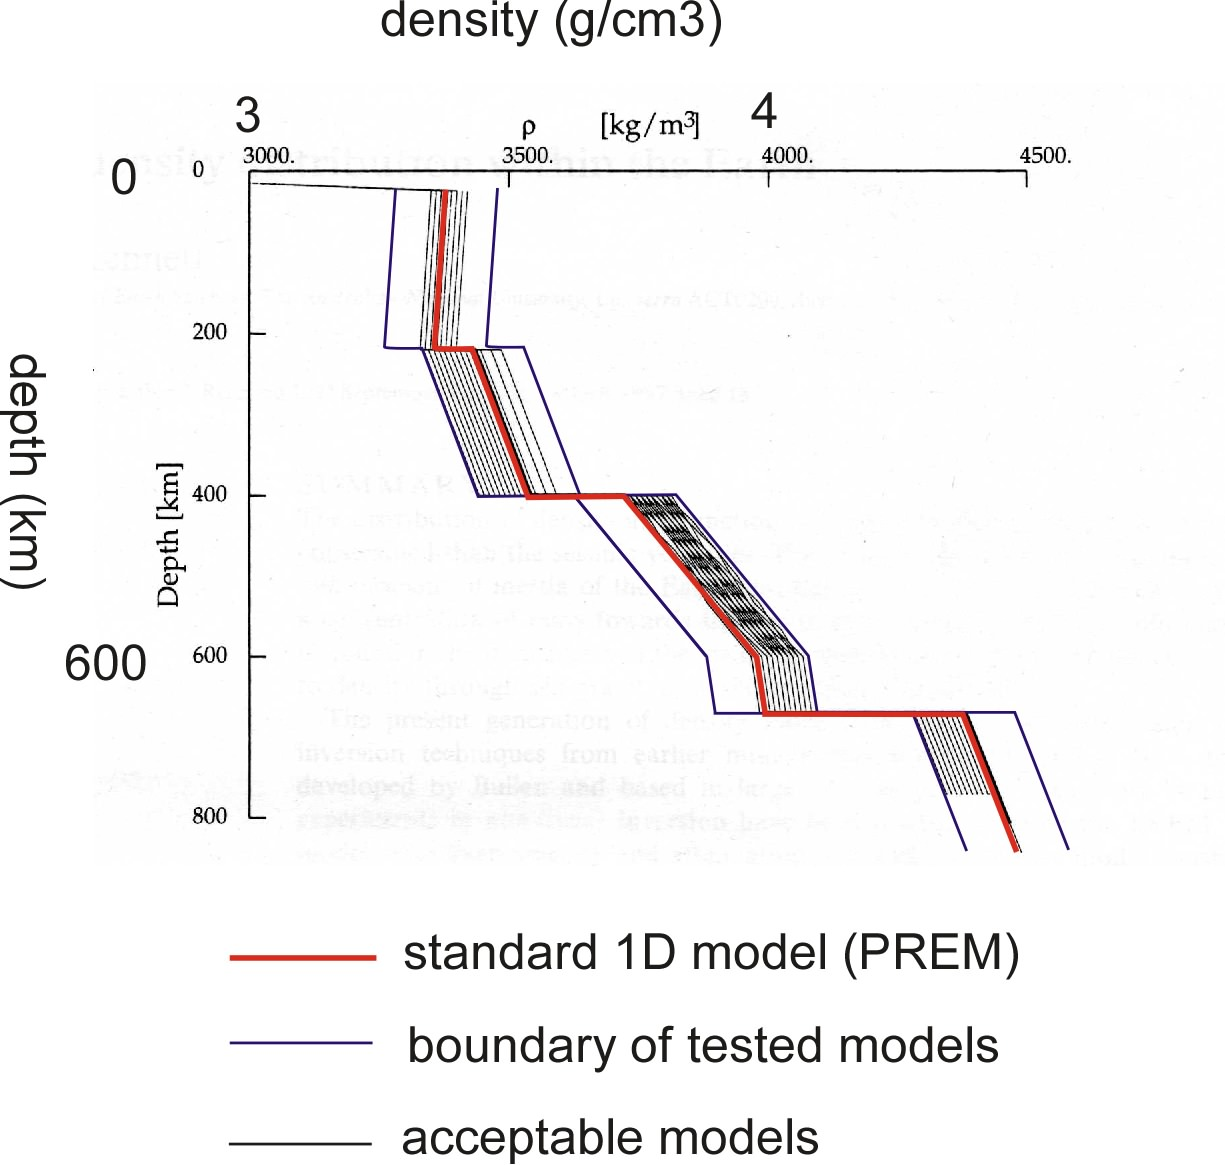 density (g/cm3)
3
4
ρ [kg/m³]
3000. 3500. 4000. 4500.
0
0
200
400
600
600
800
Depth [km]
depth (km)
standard 1D model (PREM)
boundary of tested models
acceptable models